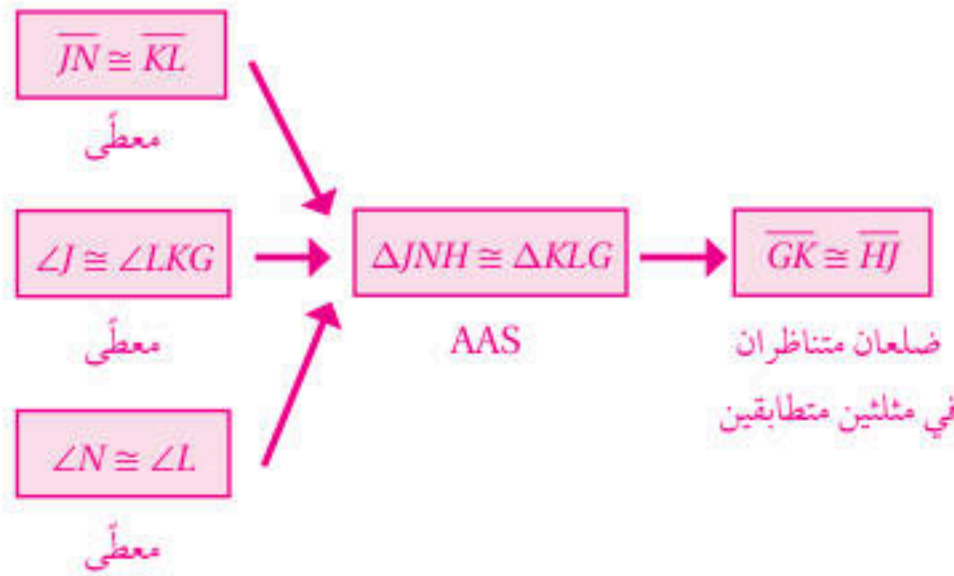 JN ≅ KL
معطًى
∠J ≅ ∠LKG
معطًى
∠N ≅ ∠L
معطًى
ΔJNH ≅ ΔKLG
AAS
GK ≅ HJ
ضلعان متناظران
في مثلثين متطابقين